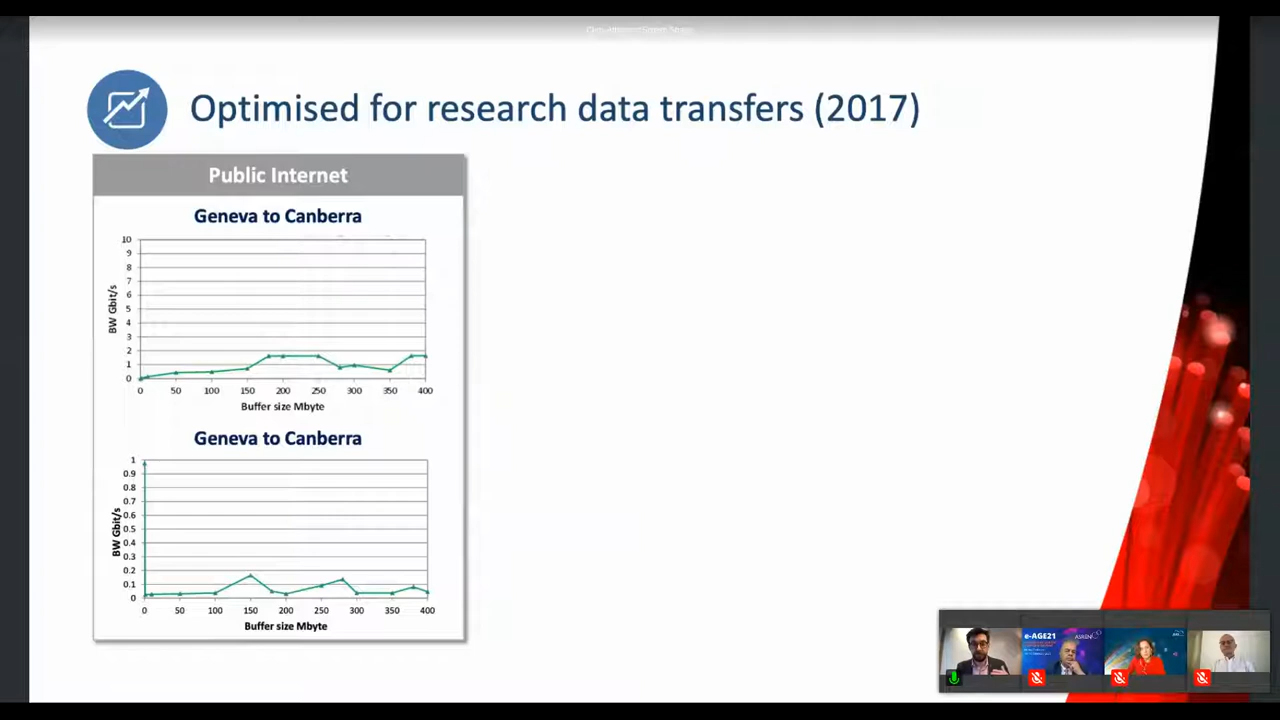 Optimised for research data transfers (2017)
Public Internet
Geneva to Canberra
10
9
8
7
6
5
4
3
2
1
0
BW Gbit/s
0 50 100 150 200 250 300 350 400
Buffer size Mbyte
Geneva to Canberra
1
0.9
0.8
0.7
0.6
0.5
0.4
0.3
0.2
0.1
0
BW Gbit/s
0 50 100 150 200 250 300 350 400
Buffer size Mbyte
e-AGE21